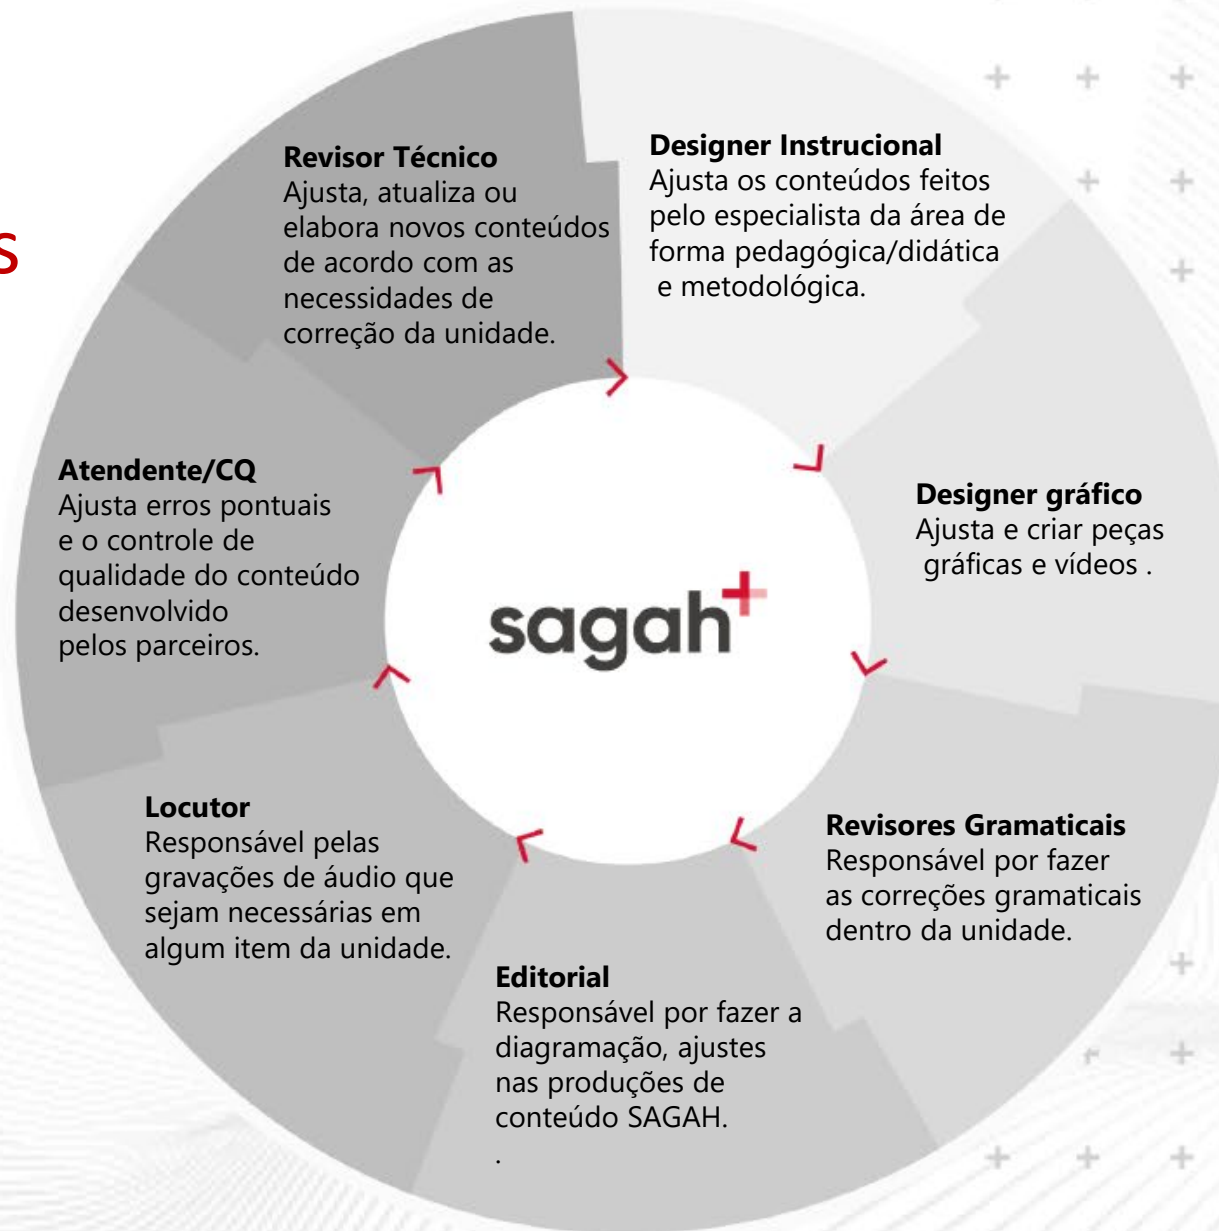 s
Revisor Técnico
Ajusta, atualiza ou
elabora novos conteúdos
de acordo com as
necessidades de
correção da unidade.
Designer Instrucional
Ajusta os conteúdos feitos
pelo especialista da área de
forma pedagógica/didática
e metodológica.
Atendente/CQ
Ajusta erros pontuais
e o controle de
qualidade do conteúdo
desenvolvido
pelos parceiros.
Designer gráfico
Ajusta e criar peças
gráficas e vídeos .
sagah+
Locutor
Responsável pelas
gravações de áudio que
sejam necessárias em
algum item da unidade.
Revisores Gramaticais
Responsável por fazer
as correções gramaticais
dentro da unidade.
Editorial
Responsável por fazer a
diagramação, ajustes
nas produções de
conteúdo SAGAH.
.